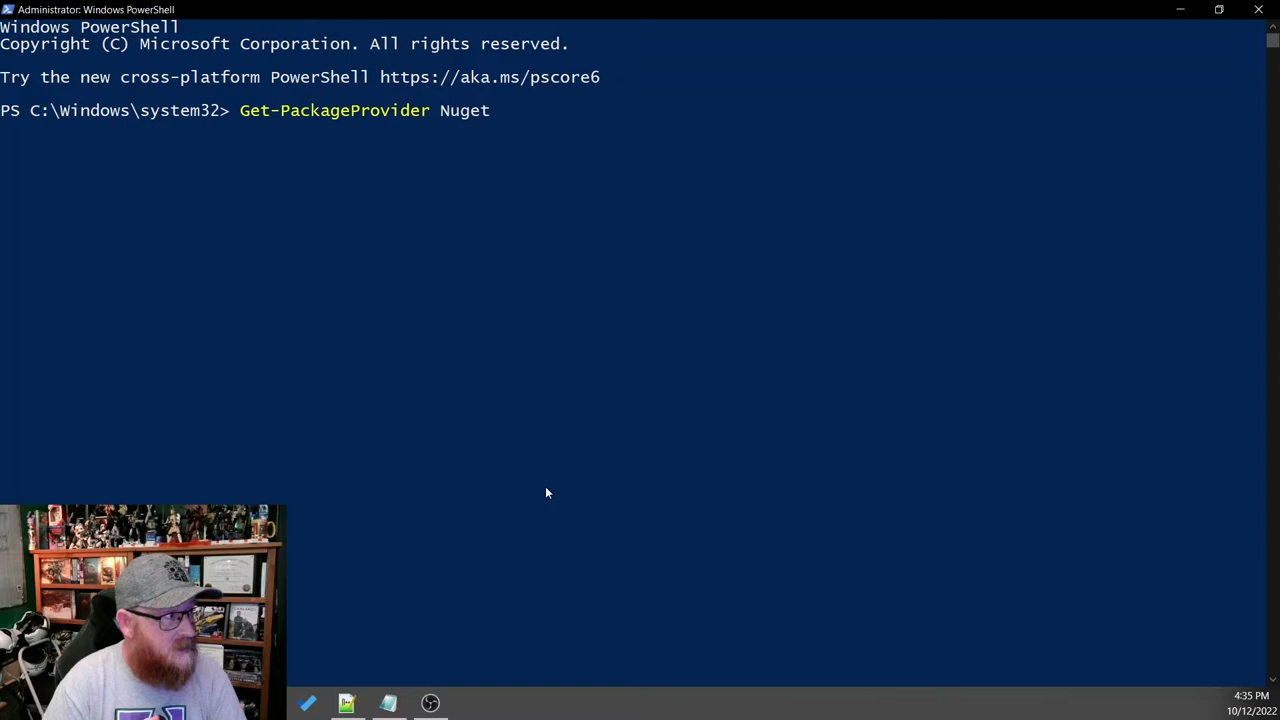 Administrator: Windows PowerShell
Windows PowerShell
Copyright (C) Microsoft Corporation. All rights reserved.
Try the new cross-platform PowerShell https://aka.ms/pscore6
PS C:\Windows\system32> Get-PackageProvider Nuget
4:35 PM
10/12/2022